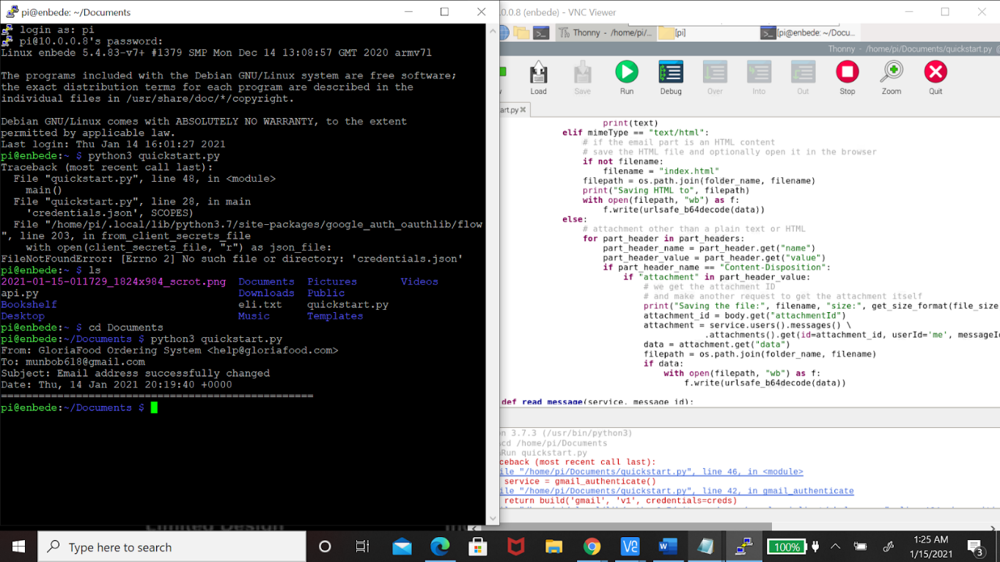 pi@enbede: ~/Documents
login as: pi
pi@10.0.0.8's password:
Linux enbede 5.4.83-v7+ #1379 SMP Mon Dec 14 13:08:57 GMT 2020 armv7l
The programs included with the Debian GNU/Linux system are free software;
the exact distribution terms for each program are described in the
individual files in /usr/share/doc/*/copyright.
Debian GNU/Linux comes with ABSOLUTELY NO WARRANTY, to the extent
permitted by applicable law.
Last login: Thu Jan 14 16:01:27 2021
pi@enbede:~ $ python3 quickstart.py
Traceback (most recent call last):
File "quickstart.py", line 48, in <module>
main()
File "quickstart.py", line 28, in main
'credentials.json', SCOPES)
File "/home/pi/.local/lib/python3.7/site-packages/google_auth_oauthlib/flow
", line 203, in from_client_secrets_file
with open(client_secrets_file, "r") as json_file:
FileNotFoundError: [Errno 2] No such file or directory: 'credentials.json'
pi@enbede:~ $ ls
2021-01-15-011729_1824x984_scrot.png Documents Pictures Videos
api.py Downloads Public
Bookshelf eli.txt quickstart.py
Desktop Music Templates
pi@enbede:~ $ cd Documents
pi@enbede:~/Documents $ python3 quickstart.py
From: GloriaFood Ordering System <help@gloriafood.com>
To: munbob618@gmail.com
Subject: Email address successfully changed
Date: Thu, 14 Jan 2021 20:19:40 +0000
==================================================
pi@enbede:~/Documents $
.0.0.8 (enbede) - VNC Viewer
Thonny - /home/pi/... [pi] [pi@enbede: ~/Docu...
Thonny - /home/pi/Documents/quickstart.py @
Load Save Run Debug Over Into Out Stop Zoom Quit
art.py
print(text)
elif mimeType == "text/html":
# if the email part is an HTML content
# save the HTML file and optionally open it in the browser
if not filename:
filename = "index.html"
filepath = os.path.join(folder_name, filename)
print("Saving HTML to", filepath)
with open(filepath, "wb") as f:
f.write(urlsafe_b64decode(data))
else:
# attachment other than a plain text or HTML
for part_header in part_headers:
part_header_name = part_header.get("name")
part_header_value = part_header.get("value")
if part_header_name == "Content-Disposition":
if "attachment" in part_header_value:
# we get the attachment ID
# and make another request to get the attachment itself
print("Saving the file:", filename, "size:", get_size_format(file_size
attachment_id = body.get("attachmentId")
attachment = service.users().messages() \
.attachments().get(id=attachment_id, userId='me', messageId
data = attachment.get("data")
filepath = os.path.join(folder_name, filename)
if data:
with open(filepath, "wb") as f:
f.write(urlsafe_b64decode(data))
def read_message(service, message_id):
n 3.7.3 (/usr/bin/python3)
cd /home/pi/Documents
Run quickstart.py
ceback (most recent call last):
ile "/home/pi/Documents/quickstart.py", line 46, in <module>
service = gmail_authenticate()
ile "/home/pi/Documents/quickstart.py", line 42, in gmail_authenticate
return build('gmail', 'v1', credentials=creds)
Limited Design
Type here to search
100%
1:25 AM
1/15/2021
3